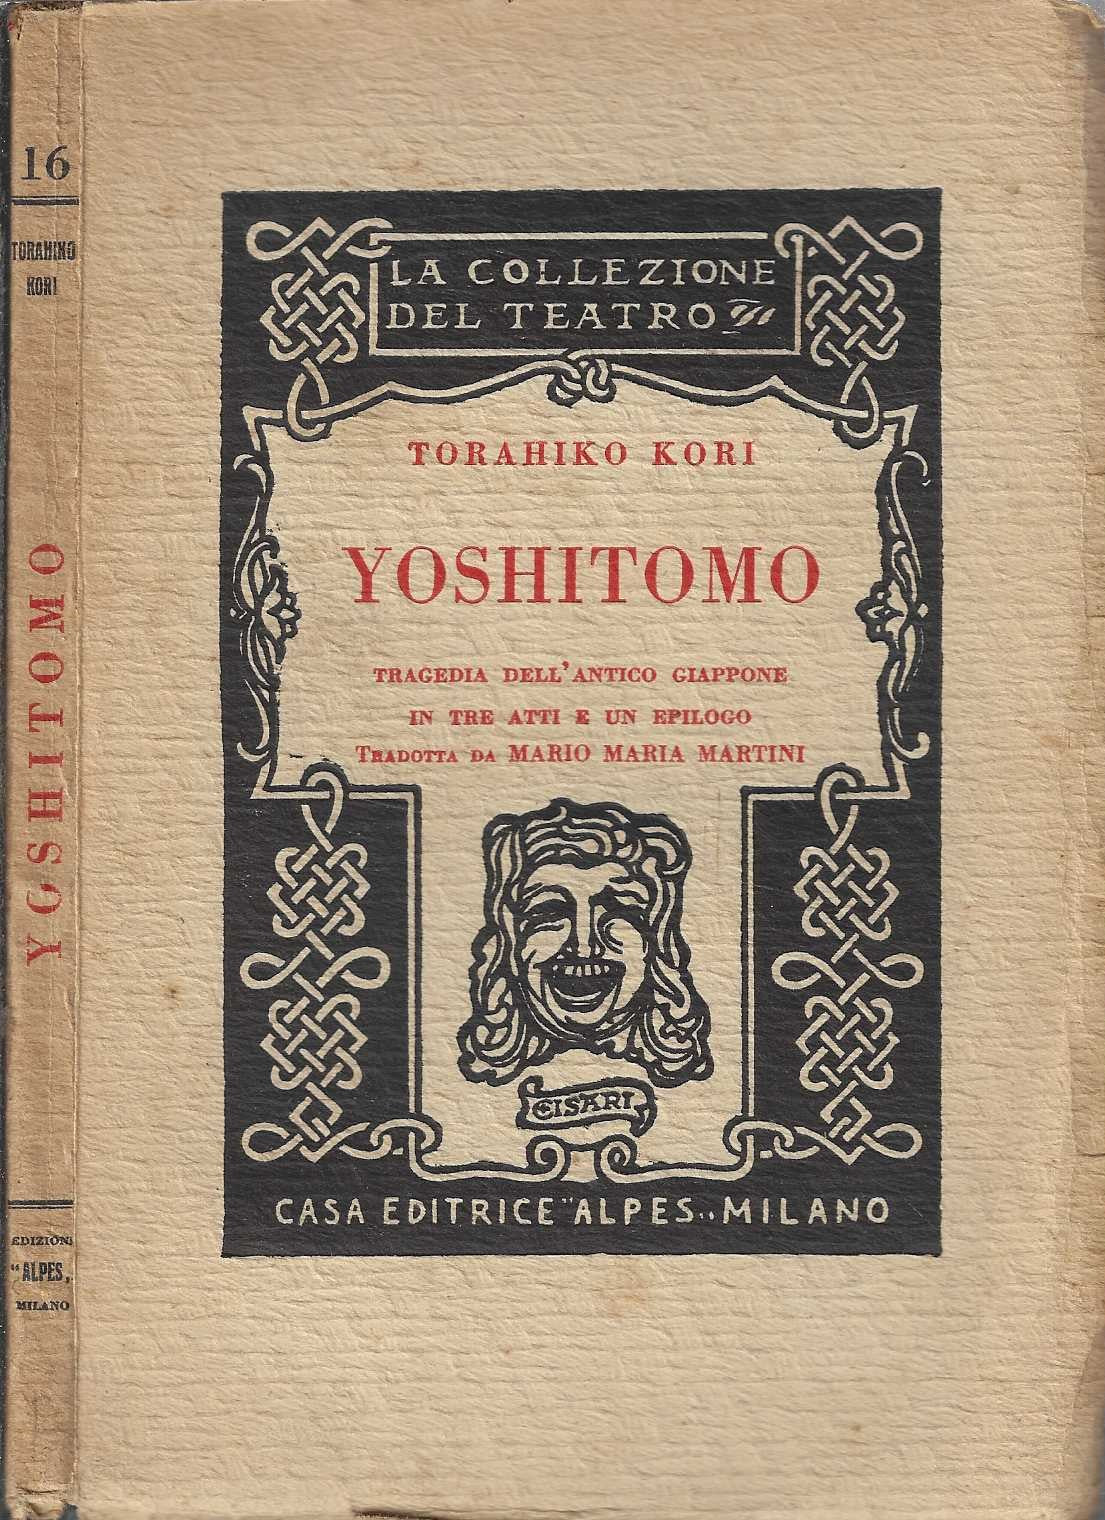 16
TORAHIKO
KORI
YOSHITOMO
EDIZIONI
"ALPES„
MILANO
LA COLLEZIONE
DEL TEATRO
TORAHIKO KORI
YOSHITOMO
TRAGEDIA DELL'ANTICO GIAPPONE
IN TRE ATTI E UN EPILOGO
TRADOTTA DA MARIO MARIA MARTINI
CISARI
CASA EDITRICE "ALPES„ MILANO